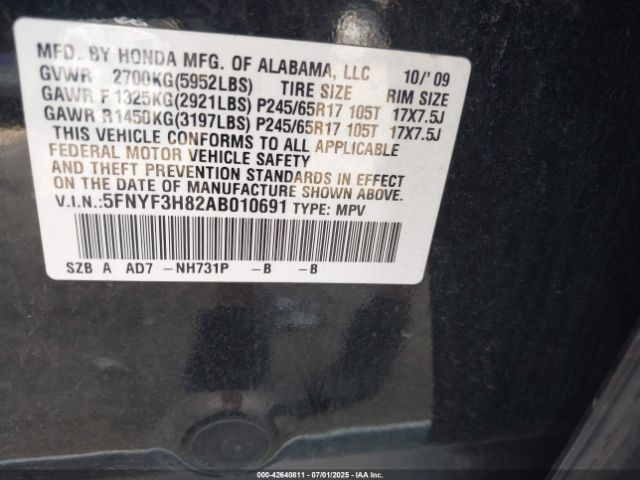 MFD. BY HONDA MFG. OF ALABAMA, LLC 10/'09
GVWR 2700KG(5952LBS) TIRE SIZE RIM SIZE
GAWR F 1325KG(2921LBS) P245/65R17 105T 17X7.5J
GAWR R 1450KG(3197LBS) P245/65R17 105T 17X7.5J
THIS VEHICLE CONFORMS TO ALL APPLICABLE
FEDERAL MOTOR VEHICLE SAFETY
AND THEFT PREVENTION STANDARDS IN EFFECT
ON THE DATE OF MANUFACTURE SHOWN ABOVE.
V.I.N.:5FNYF3H82AB010691 TYPE: MPV
SZB A AD7 -NH731P -B -B
000-42640811 - 07/01/2025 - IAAI.COM